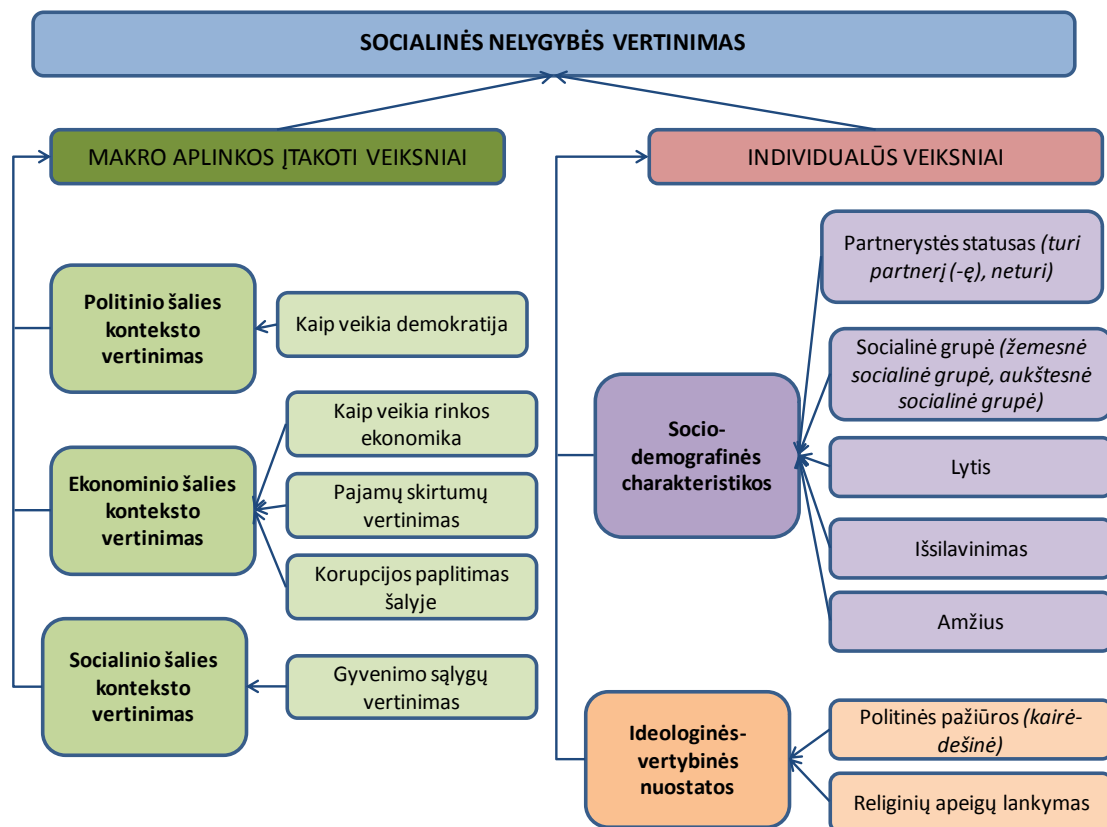 SOCIALINĖS NELYGYBĖS VERTINIMAS
MAKRO APLINKOS ĮTAKOTI VEIKSNIAI
Politinio šalies
konteksto
vertinimas
Kaip veikia demokratija
Ekonominio šalies
konteksto
vertinimas
Kaip veikia rinkos
ekonomika
Pajamų skirtumų
vertinimas
Korupcijos paplitimas
šalyje
Socialinio šalies
konteksto
vertinimas
Gyvenimo sąlygų
vertinimas
INDIVIDUALŪS VEIKSNIAI
Socio-
demografinės
charakteristikos
Partnerystės statusas (turi
partnerį (-ę), neturi)
Socialinė grupė (žemesnė
socialinė grupė, aukštesnė
socialinė grupė)
Lytis
Išsilavinimas
Amžius
Ideologinės-
vertybinės
nuostatos
Politinės pažiūros (kairė-
dešinė)
Religinių apeigų lankymas